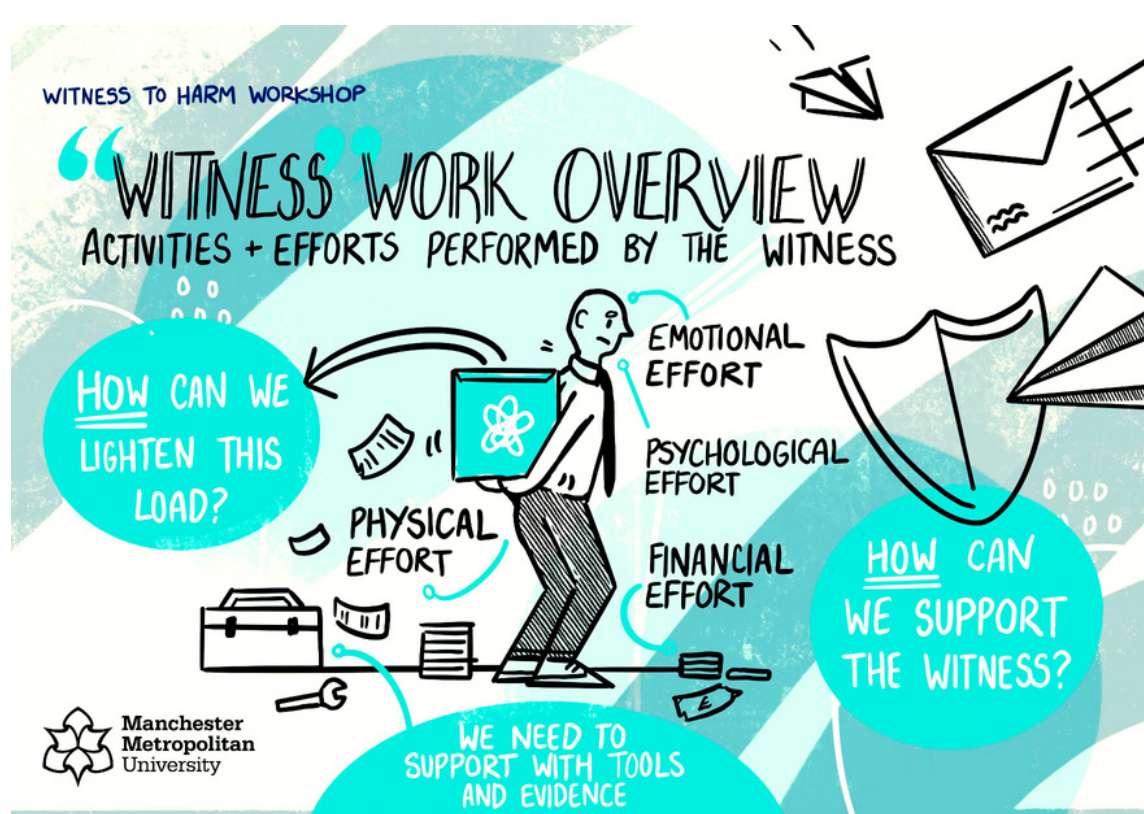 WITNESS TO HARM WORKSHOP
"WITNESS" WORK OVERVIEW
ACTIVITIES + EFFORTS PERFORMED BY THE WITNESS
HOW CAN WE
LIGHTEN THIS
LOAD?
EMOTIONAL
EFFORT
PSYCHOLOGICAL
EFFORT
PHYSICAL
EFFORT
FINANCIAL
EFFORT
£
HOW CAN
WE SUPPORT
THE WITNESS?
WE NEED TO
SUPPORT WITH TOOLS
AND EVIDENCE
Manchester
Metropolitan
University